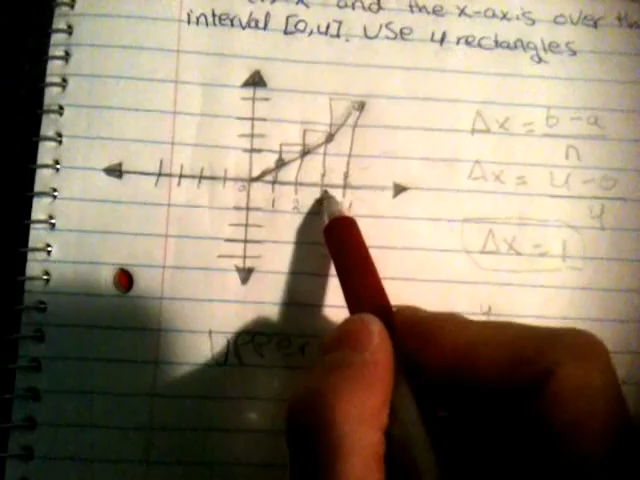 and the x-axis over the
interval [0,4]. Use 4 rectangles
Δx = b-a
n
Δx = 4-0
4
Δx = 1
0 1 2 4
Upper